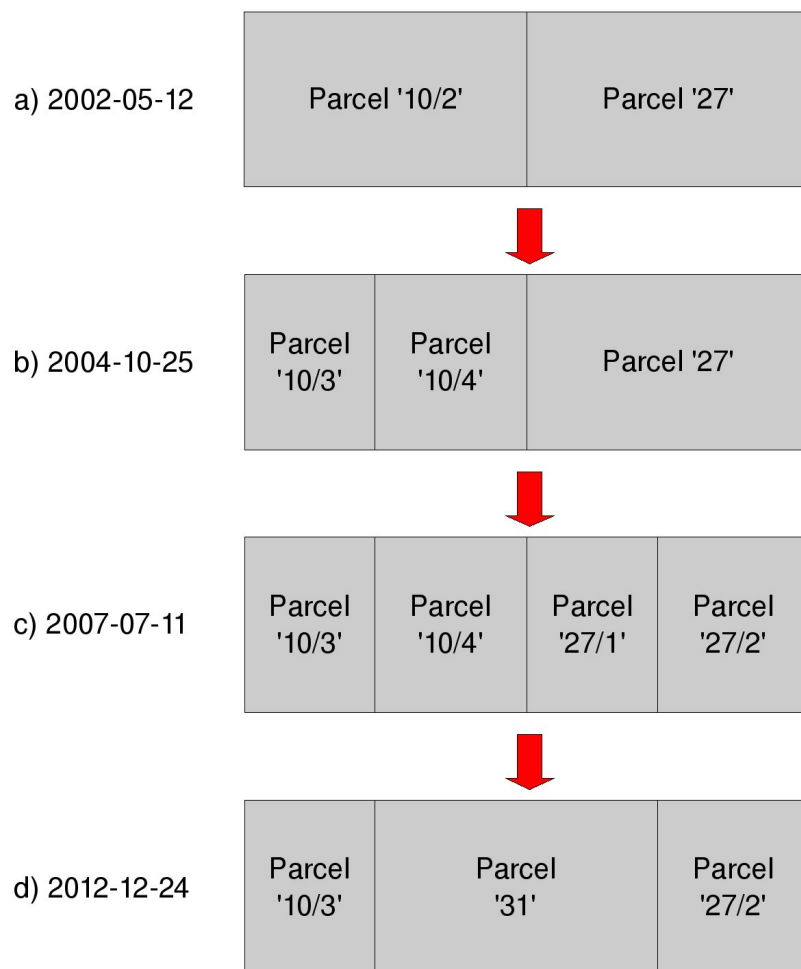 a) 2002-05-12
Parcel '10/2'
Parcel '27'
b) 2004-10-25
Parcel
'10/3'
Parcel
'10/4'
Parcel '27'
c) 2007-07-11
Parcel
'10/3'
Parcel
'10/4'
Parcel
'27/1'
Parcel
'27/2'
d) 2012-12-24
Parcel
'10/3'
Parcel
'31'
Parcel
'27/2'